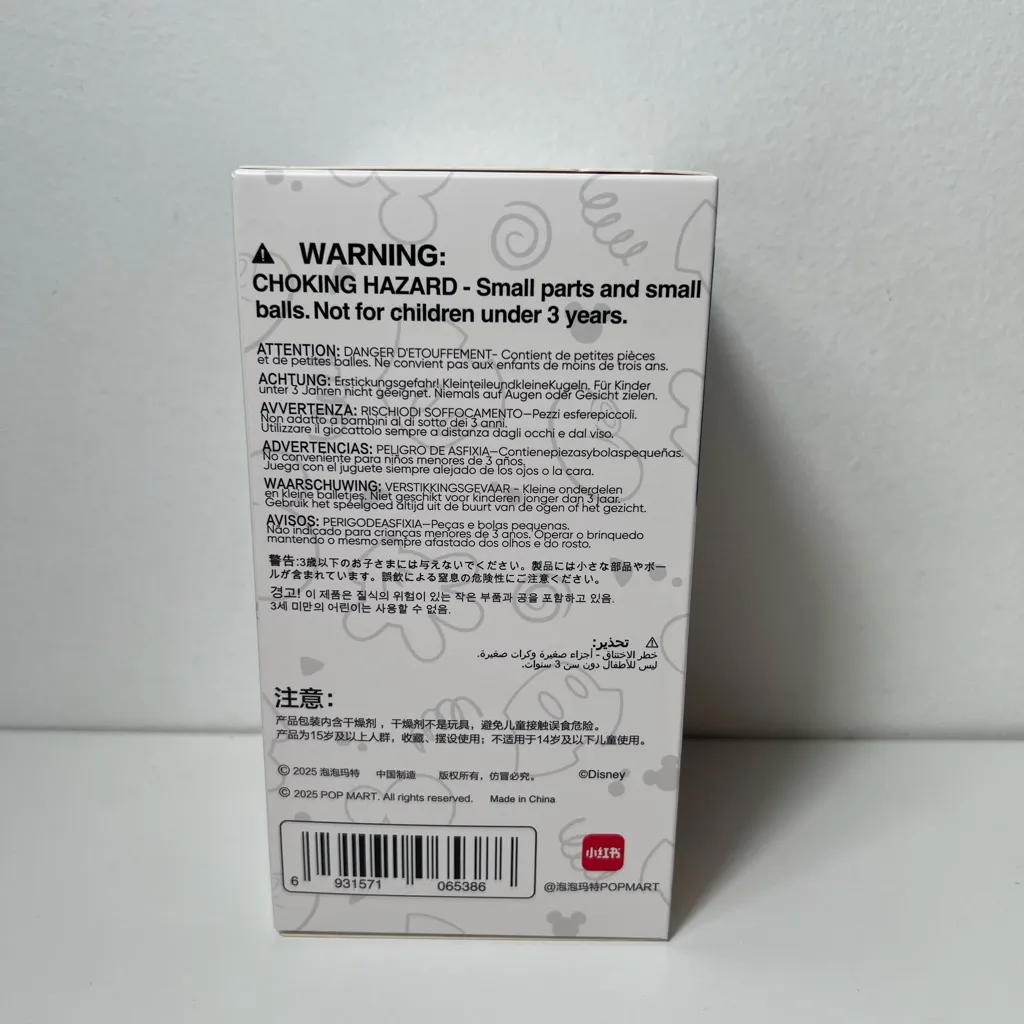 ⚠ WARNING:
CHOKING HAZARD - Small parts and small
balls. Not for children under 3 years.
ATTENTION: DANGER D'ETOUFFEMENT- Contient de petites pièces
et de petites balles. Ne convient pas aux enfants de moins de trois ans.
ACHTUNG: Erstickungsgefahr! KleinteileundkleineKugeln. Für Kinder
unter 3 Jahren nicht geeignet. Niemals auf Augen oder Gesicht zielen.
AVVERTENZA: RISCHIODI SOFFOCAMENTO—Pezzi esferepiccoli.
Non adatto a bambini al di sotto dei 3 anni.
Utilizzare il giocattolo sempre a distanza dagli occhi e dal viso.
ADVERTENCIAS: PELIGRO DE ASFIXIA—Contienepiezasybolaspequeñas.
No conveniente para niños menores de 3 años.
Juega con el juguete siempre alejado de los ojos o la cara.
WAARSCHUWING: VERSTIKKINGSGEVAAR - Kleine onderdelen
en kleine balletjes. Niet geschikt voor kinderen jonger dan 3 jaar.
Gebruik het speelgoed altijd uit de buurt van de ogen of het gezicht.
AVISOS: PERIGODEASFIXIA—Peças e bolas pequenas.
Não indicado para crianças menores de 3 anos. Operar o brinquedo
mantendo o mesmo sempre afastado dos olhos e do rosto.
警告:3歳以下のお子さまには与えないでください。製品には小さな部品やボー
ルが含まれています。誤飲による窒息の危険性にご注意ください。
경고! 이 제품은 질식의 위험이 있는 작은 부품과 공을 포함하고 있음.
3세 미만의 어린이는 사용할 수 없음.
⚠ تحذير:
خطر الاختناق - أجزاء صغيرة وكرات صغيرة.
ليس للأطفال دون سن 3 سنوات.
注意:
产品包装内含干燥剂，干燥剂不是玩具，避免儿童接触误食危险。
产品为15岁及以上人群，收藏、摆设使用；不适用于14岁及以下儿童使用。
© 2025 泡泡玛特 中国制造 版权所有，仿冒必究。 ©Disney
© 2025 POP MART. All rights reserved. Made in China
6 931571 065386
小红书
@泡泡玛特POPMART